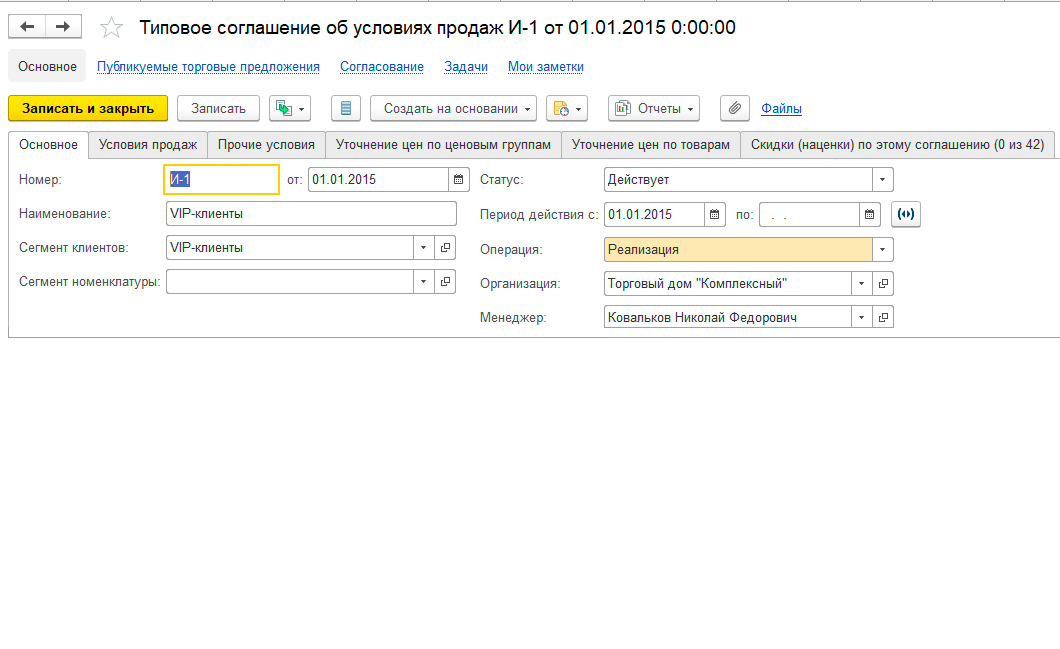 Типовое соглашение об условиях продаж И-1 от 01.01.2015 0:00:00
Основное Публикуемые торговые предложения Согласование Задачи Мои заметки
Записать и закрыть Записать Создать на основании Отчеты Файлы
Основное Условия продаж Прочие условия Уточнение цен по ценовым группам Уточнение цен по товарам Скидки (наценки) по этому соглашению (0 из 42)
Номер: И-1 от: 01.01.2015 Статус: Действует
Наименование: VIP-клиенты Период действия с: 01.01.2015 по: . .
Сегмент клиентов: VIP-клиенты Операция: Реализация
Сегмент номенклатуры: Организация: Торговый дом "Комплексный"
Менеджер: Ковальков Николай Федорович